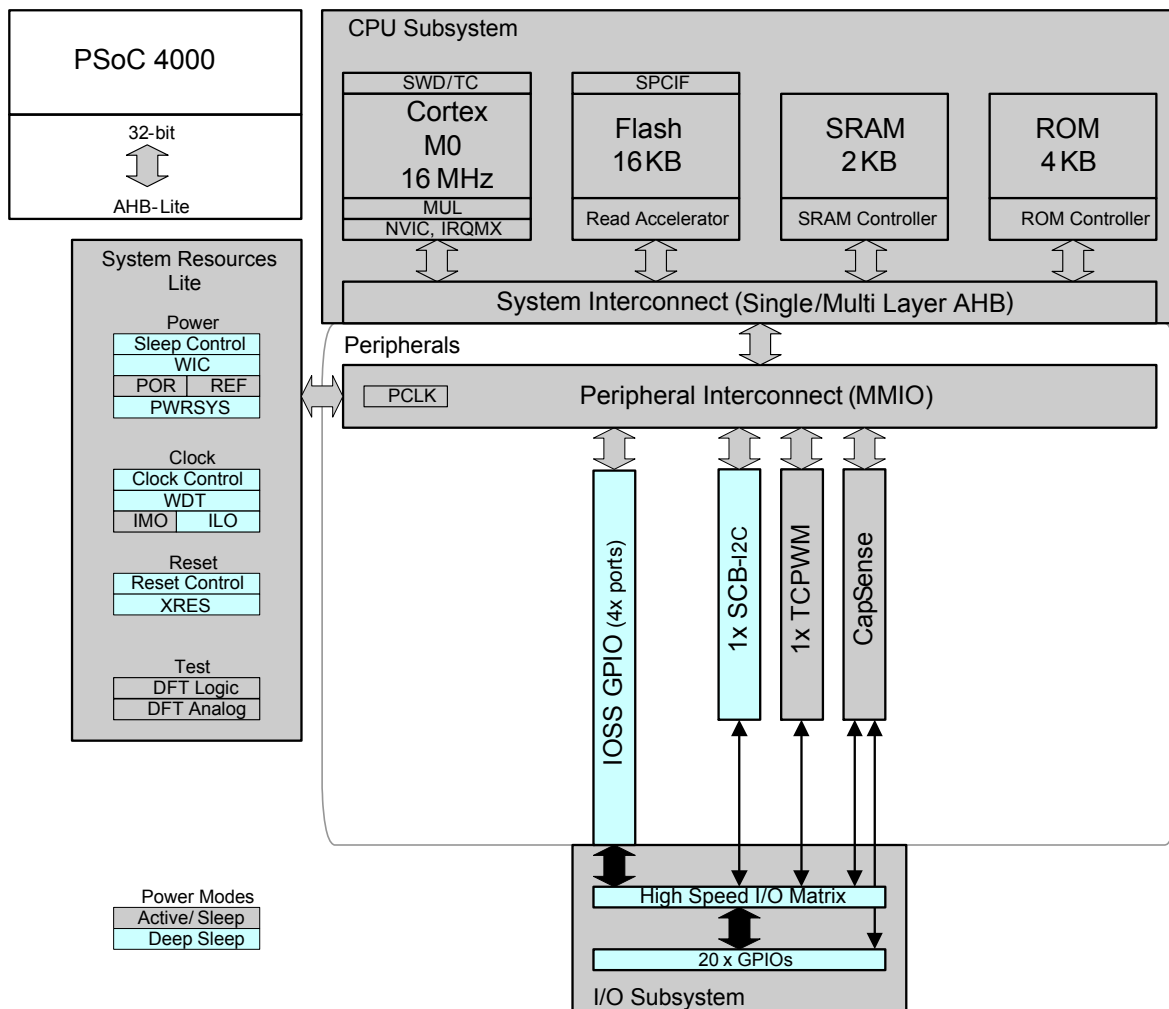 PSoC 4000
32-bit
AHB-Lite
CPU Subsystem
SWD/TC
Cortex
M0
16 MHz
MUL
NVIC, IRQMX
SPCIF
Flash
16 KB
Read Accelerator
SRAM
2 KB
SRAM Controller
ROM
4 KB
ROM Controller
System Interconnect (Single/Multi Layer AHB)
System Resources
Lite
Power
Sleep Control
WIC
POR REF
PWRSYS
Clock
Clock Control
WDT
IMO ILO
Reset
Reset Control
XRES
Test
DFT Logic
DFT Analog
Peripherals
PCLK
Peripheral Interconnect (MMIO)
IOSS GPIO (4x ports)
1x SCB-I2C
1x TCPWM
CapSense
High Speed I/O Matrix
20 x GPIOs
I/O Subsystem
Power Modes
Active/ Sleep
Deep Sleep